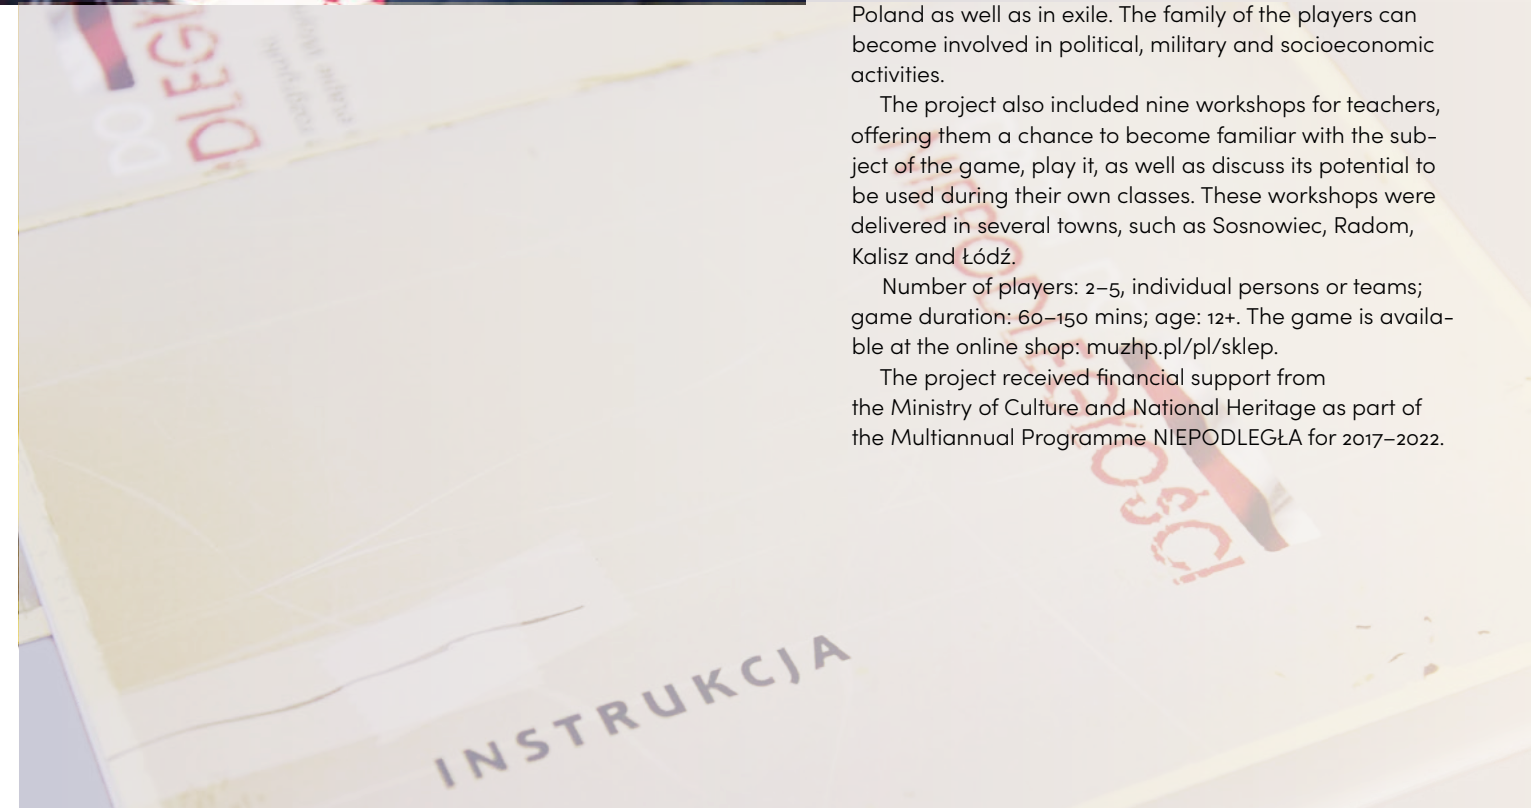 DO
DLEGŁ
Poland as well as in exile. The family of the players can
become involved in political, military and socioeconomic
activities.
The project also included nine workshops for teachers,
offering them a chance to become familiar with the sub-
ject of the game, play it, as well as discuss its potential to
be used during their own classes. These workshops were
delivered in several towns, such as Sosnowiec, Radom,
Kalisz and Łódź.
Number of players: 2–5, individual persons or teams;
game duration: 60–150 mins; age: 12+. The game is availa-
ble at the online shop: muzhp.pl/pl/sklep.
The project received financial support from
the Ministry of Culture and National Heritage as part of
the Multiannual Programme NIEPODLEGŁA for 2017–2022.
NIEPODLEGŁOŚCI
INSTRUKCJA